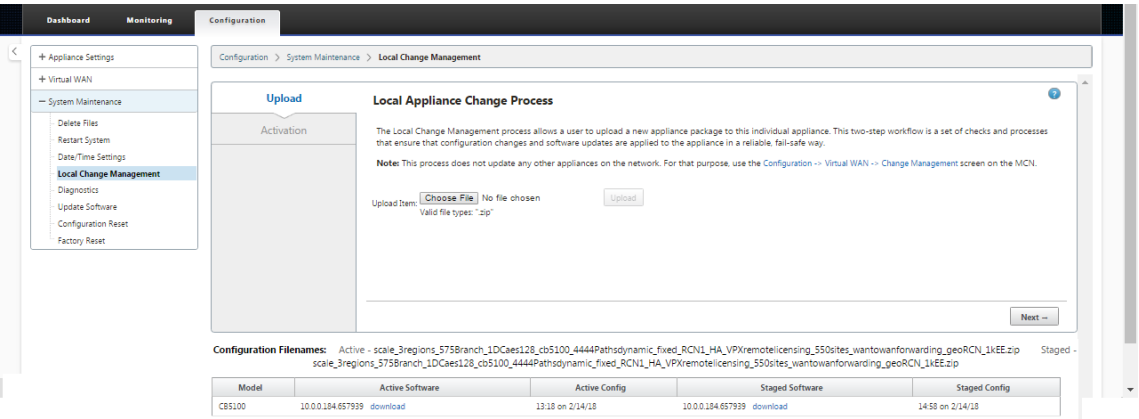 Dashboard Monitoring Configuration
+ Appliance Settings
+ Virtual WAN
− System Maintenance
Delete Files
Restart System
Date/Time Settings
Local Change Management
Diagnostics
Update Software
Configuration Reset
Factory Reset
Configuration > System Maintenance > Local Change Management
Upload
Activation
Local Appliance Change Process
?
The Local Change Management process allows a user to upload a new appliance package to this individual appliance. This two-step workflow is a set of checks and processes
that ensure that configuration changes and software updates are applied to the appliance in a reliable, fail-safe way.
Note: This process does not update any other appliances on the network. For that purpose, use the Configuration -> Virtual WAN -> Change Management screen on the MCN.
Upload Item: Choose File No file chosen Upload
Valid file types: ".zip"
Next --
Configuration Filenames: Active - scale_3regions_575Branch_1DCaes128_cb5100_4444Pathsdynamic_fixed_RCN1_HA_VPXremotelicensing_550sites_wantowanforwarding_geoRCN_1kEE.zip Staged -
scale_3regions_575Branch_1DCaes128_cb5100_4444Pathsdynamic_fixed_RCN1_HA_VPXremotelicensing_550sites_wantowanforwarding_geoRCN_1kEE.zip
Model Active Software Active Config Staged Software Staged Config
CB5100 10.0.0.184.657939 download 13:18 on 2/14/18 10.0.0.184.657939 download 14:58 on 2/14/18